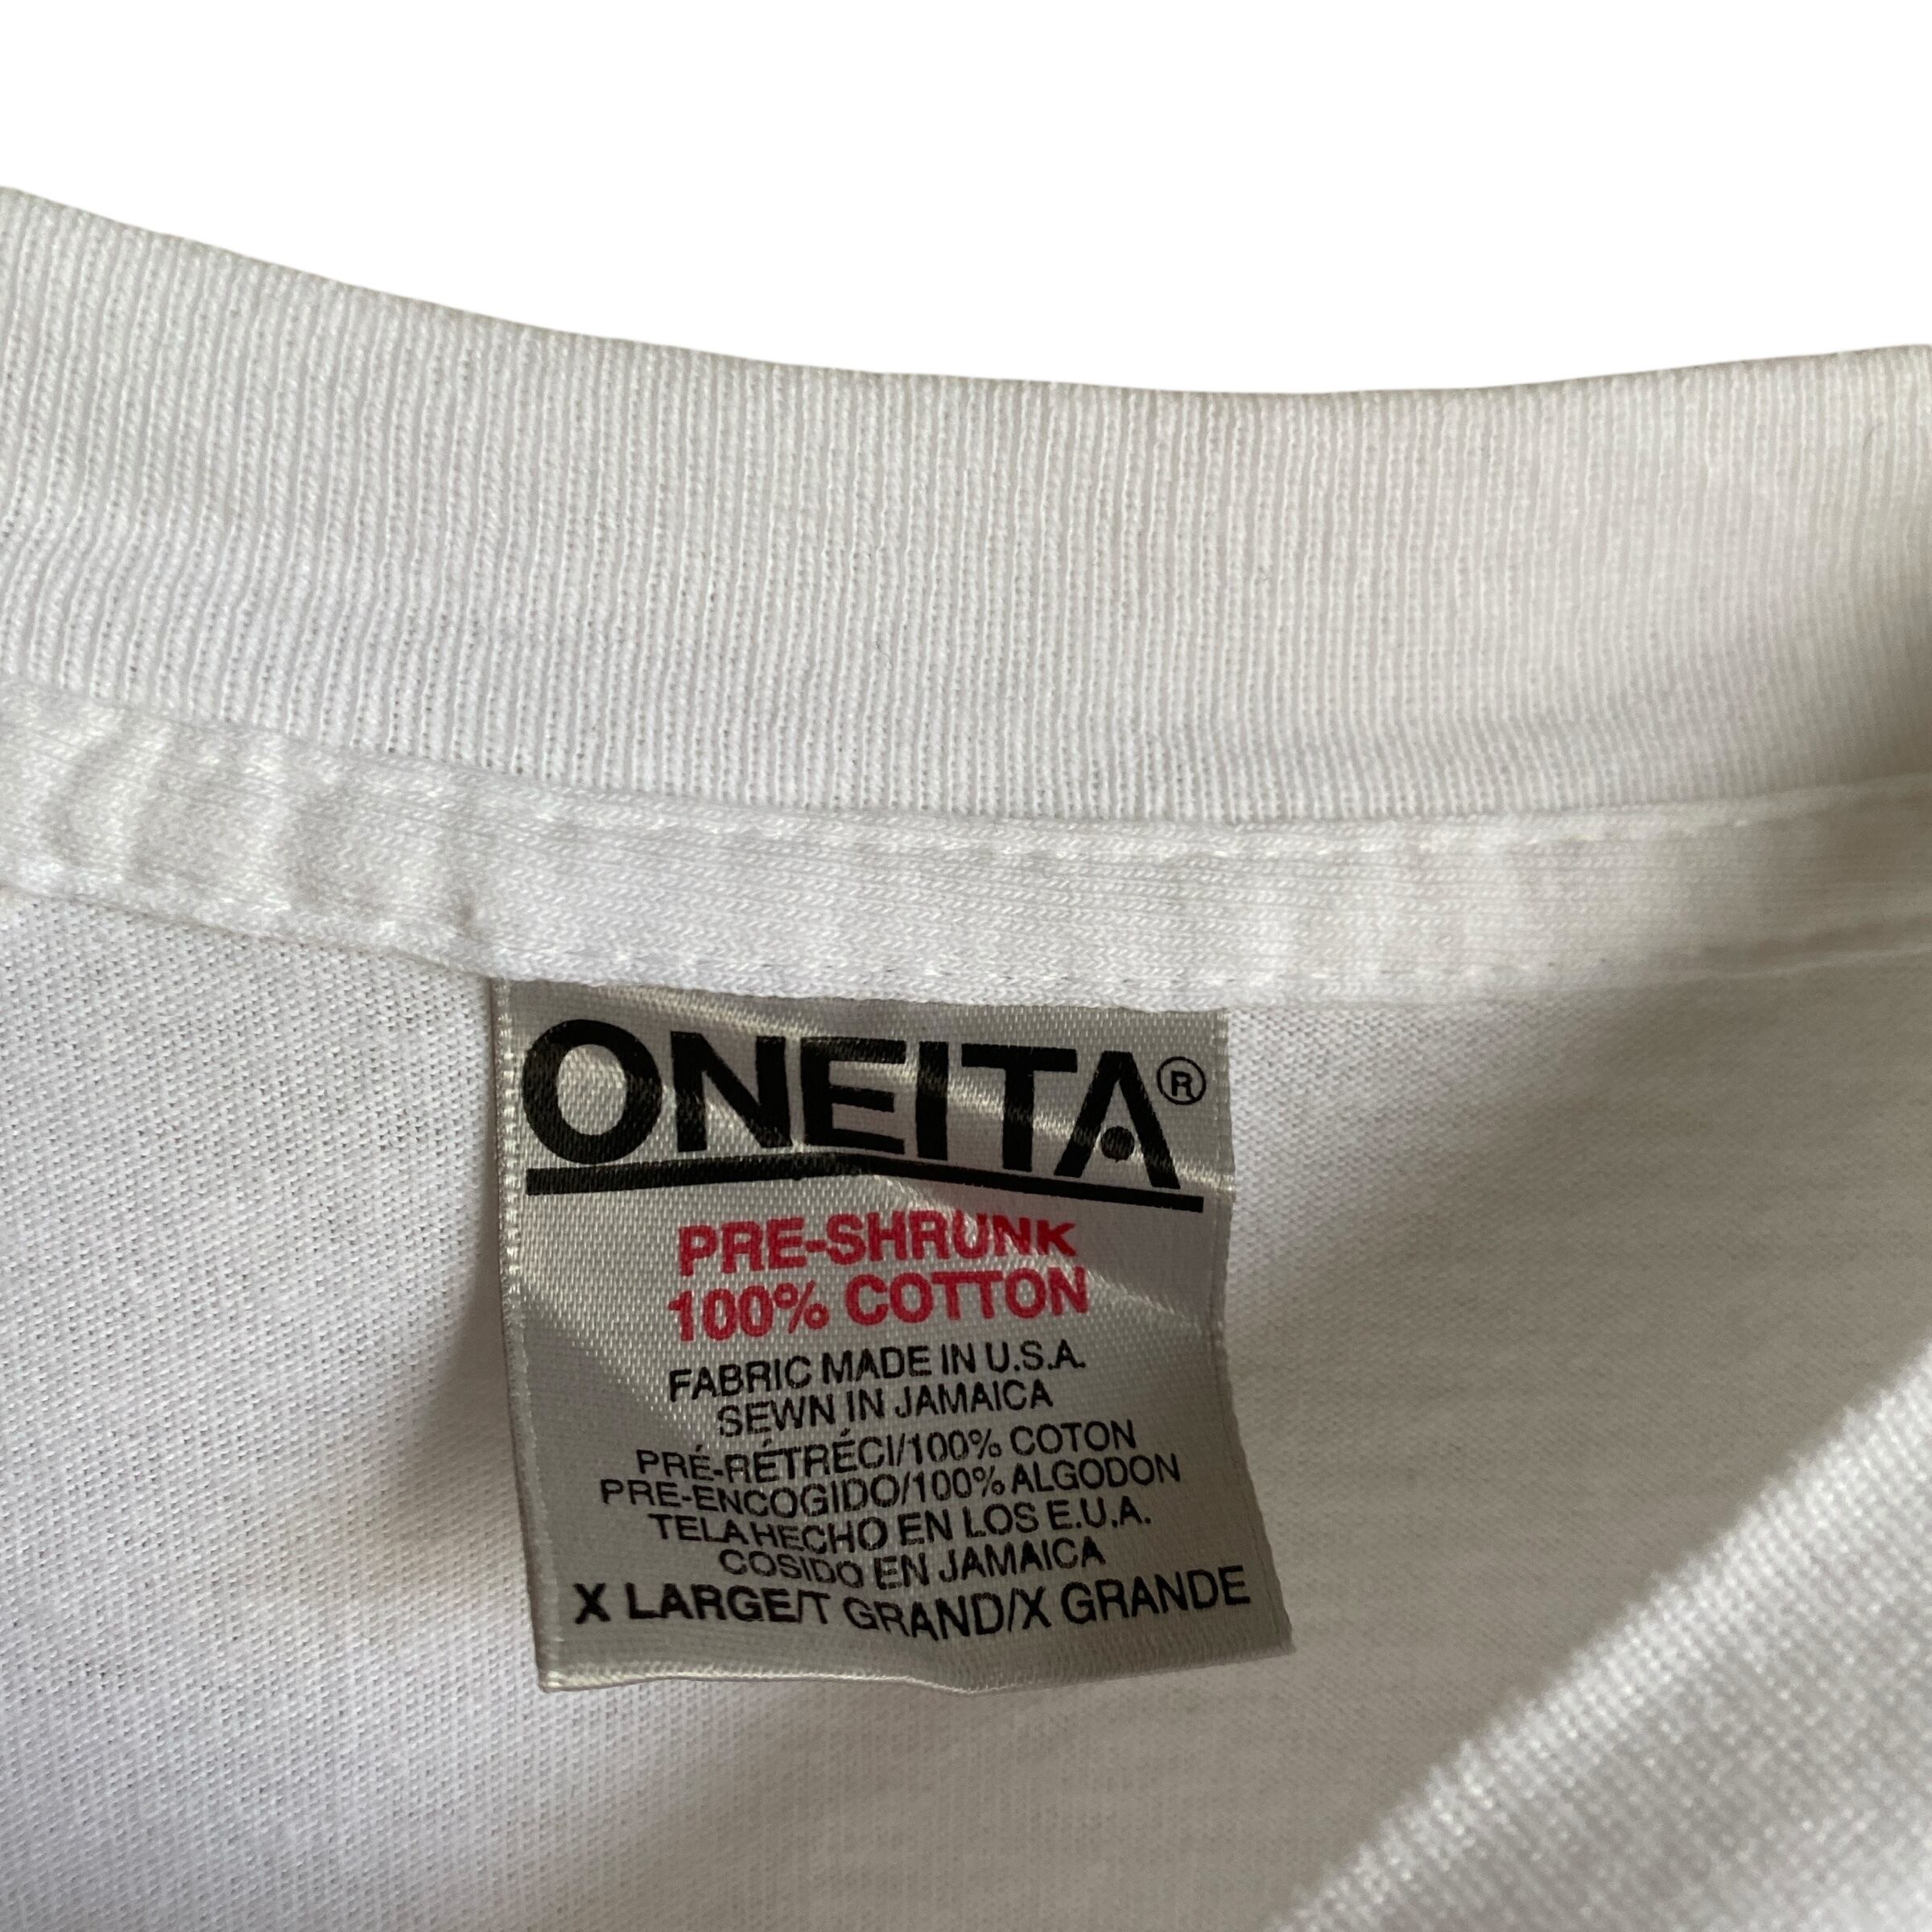 ONEITA®
PRE-SHRUNK
100% COTTON
FABRIC MADE IN U.S.A.
SEWN IN JAMAICA
PRÉ-RÉTRÉCI/100% COTON
PRE-ENCOGIDO/100% ALGODON
TELA HECHO EN LOS E.U.A.
COSIDO EN JAMAICA
X LARGE/T GRAND/X GRANDE